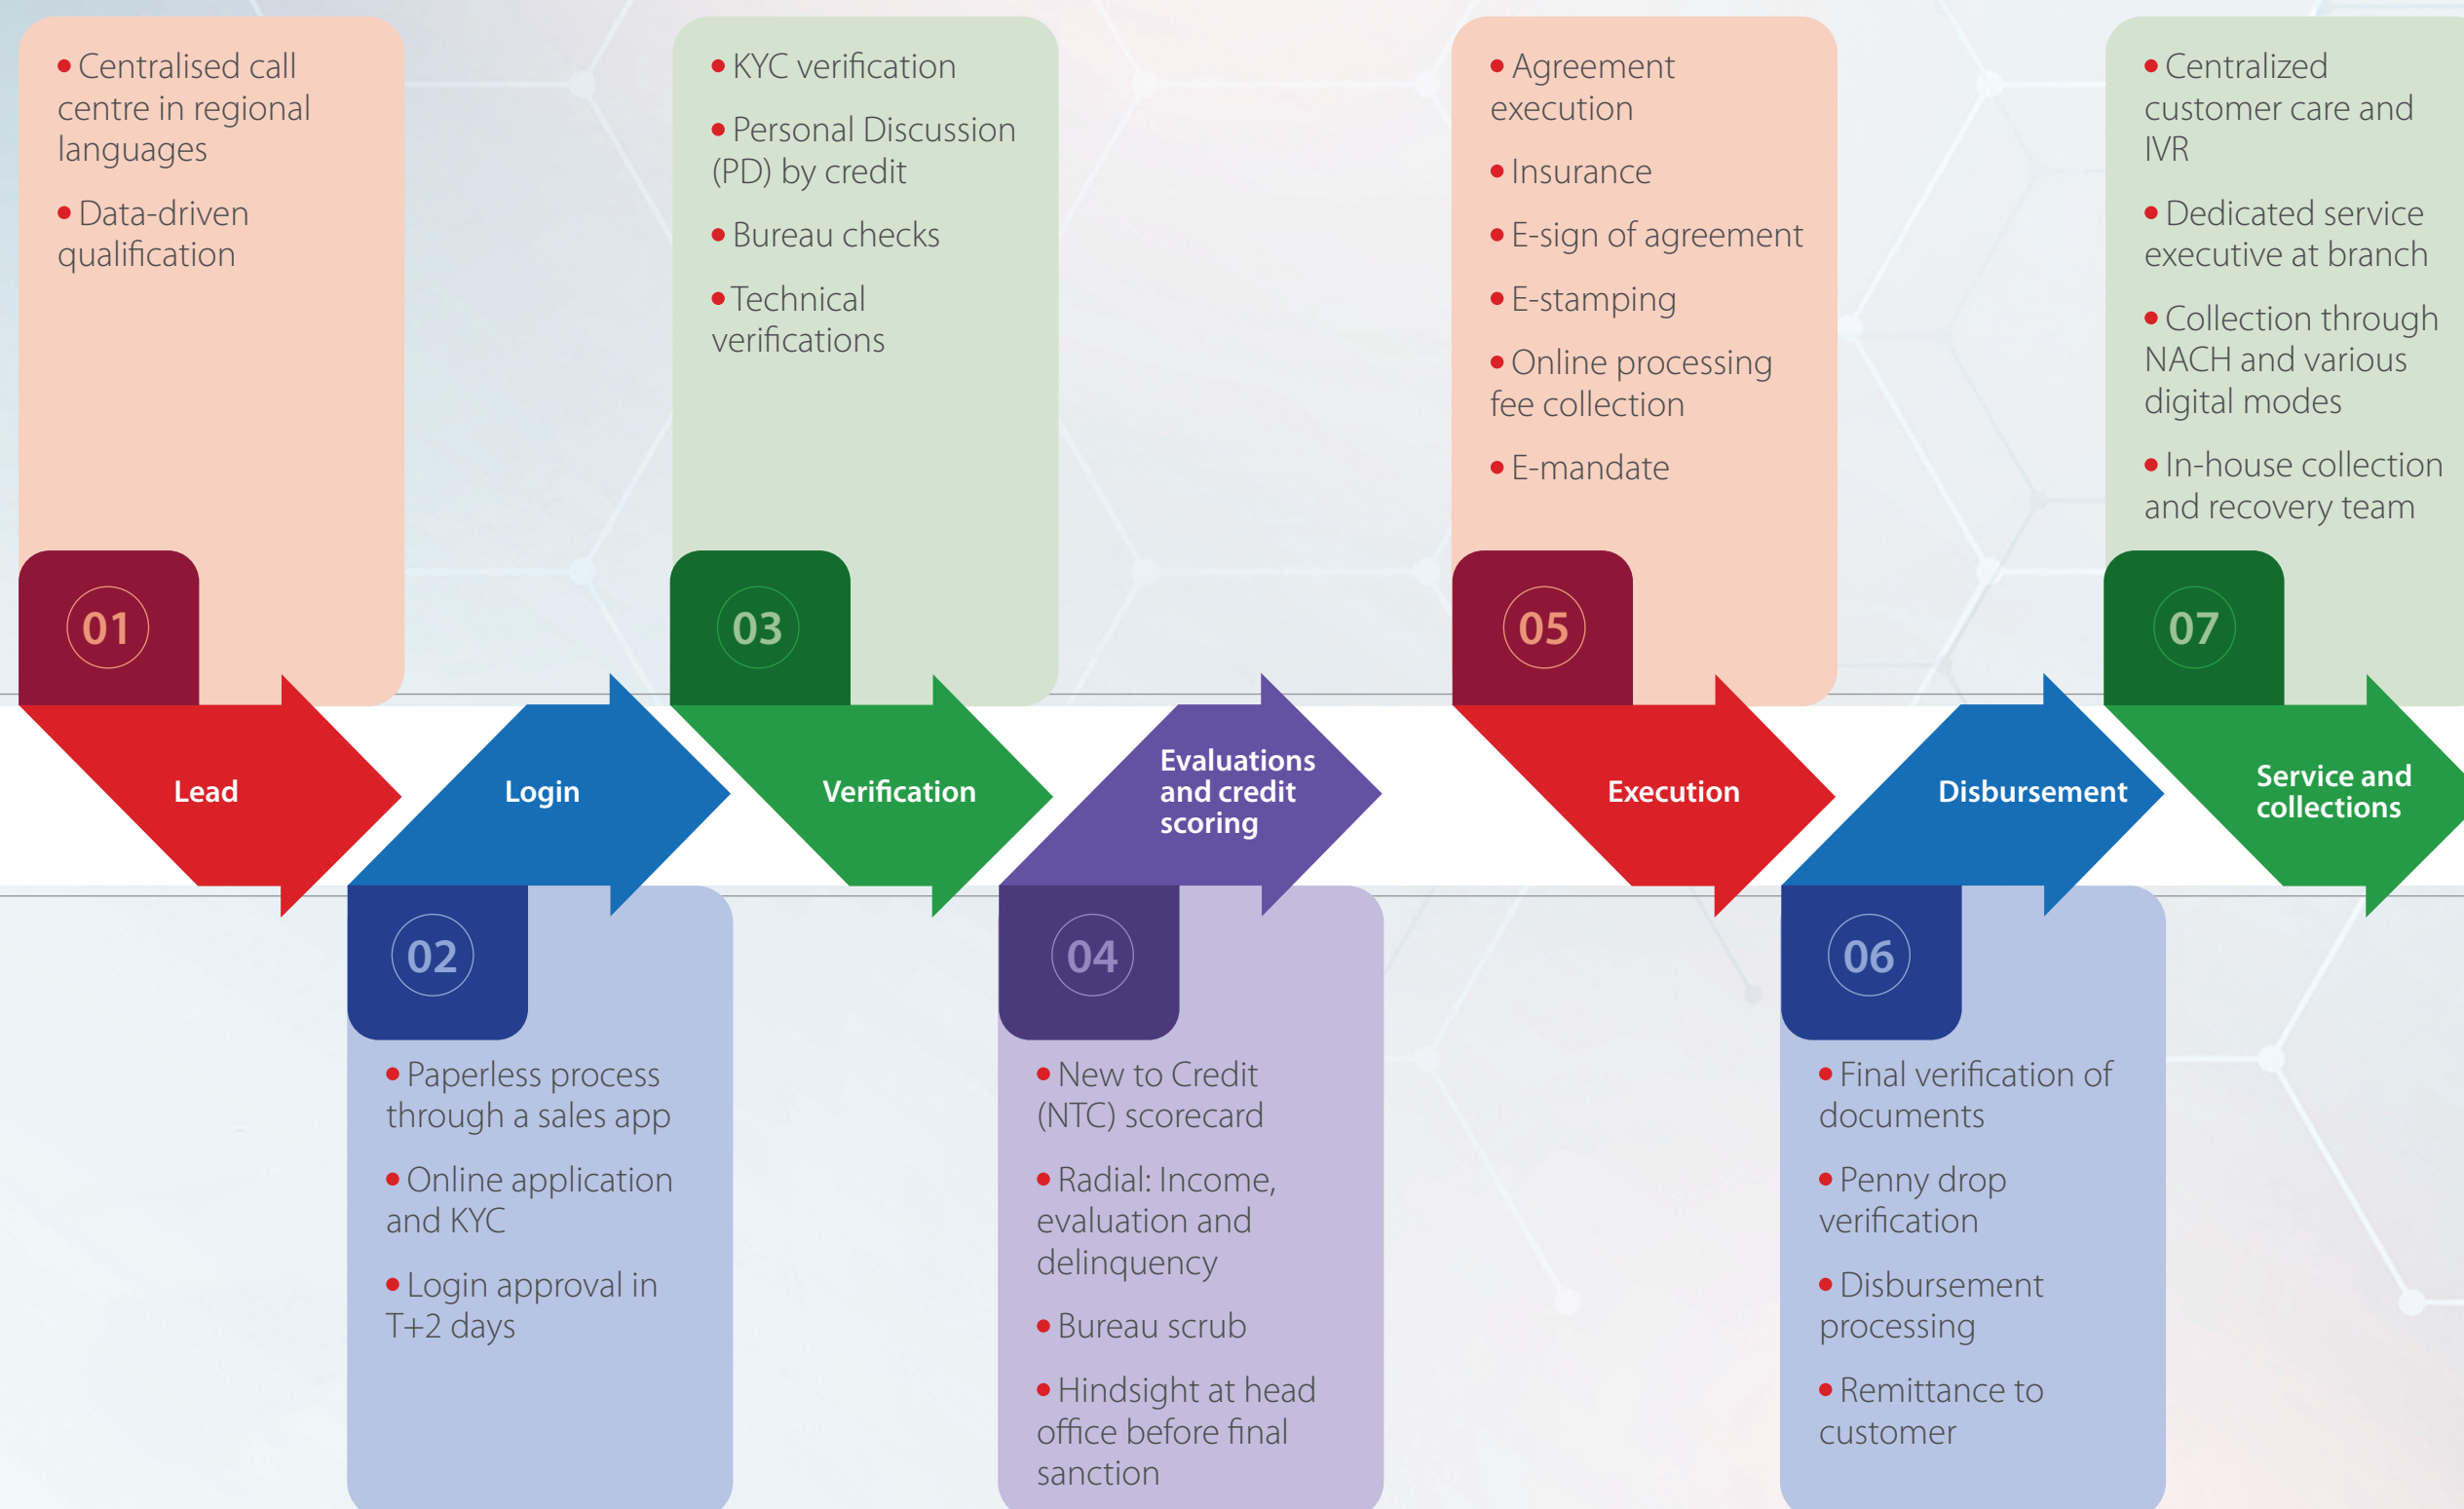 • Centralised call
centre in regional
languages
• Data-driven
qualification
01
Lead
02
Login
• Paperless process
through a sales app
• Online application
and KYC
• Login approval in
T+2 days
• KYC verification
• Personal Discussion
(PD) by credit
• Bureau checks
• Technical
verifications
03
Verification
04
Evaluations
and credit
scoring
• New to Credit
(NTC) scorecard
• Radial: Income,
evaluation and
delinquency
• Bureau scrub
• Hindsight at head
office before final
sanction
• Agreement
execution
• Insurance
• E-sign of agreement
• E-stamping
• Online processing
fee collection
• E-mandate
05
Execution
06
Disbursement
• Final verification of
documents
• Penny drop
verification
• Disbursement
processing
• Remittance to
customer
• Centralized
customer care and
IVR
• Dedicated service
executive at branch
• Collection through
NACH and various
digital modes
• In-house collection
and recovery team
07
Service and
collections